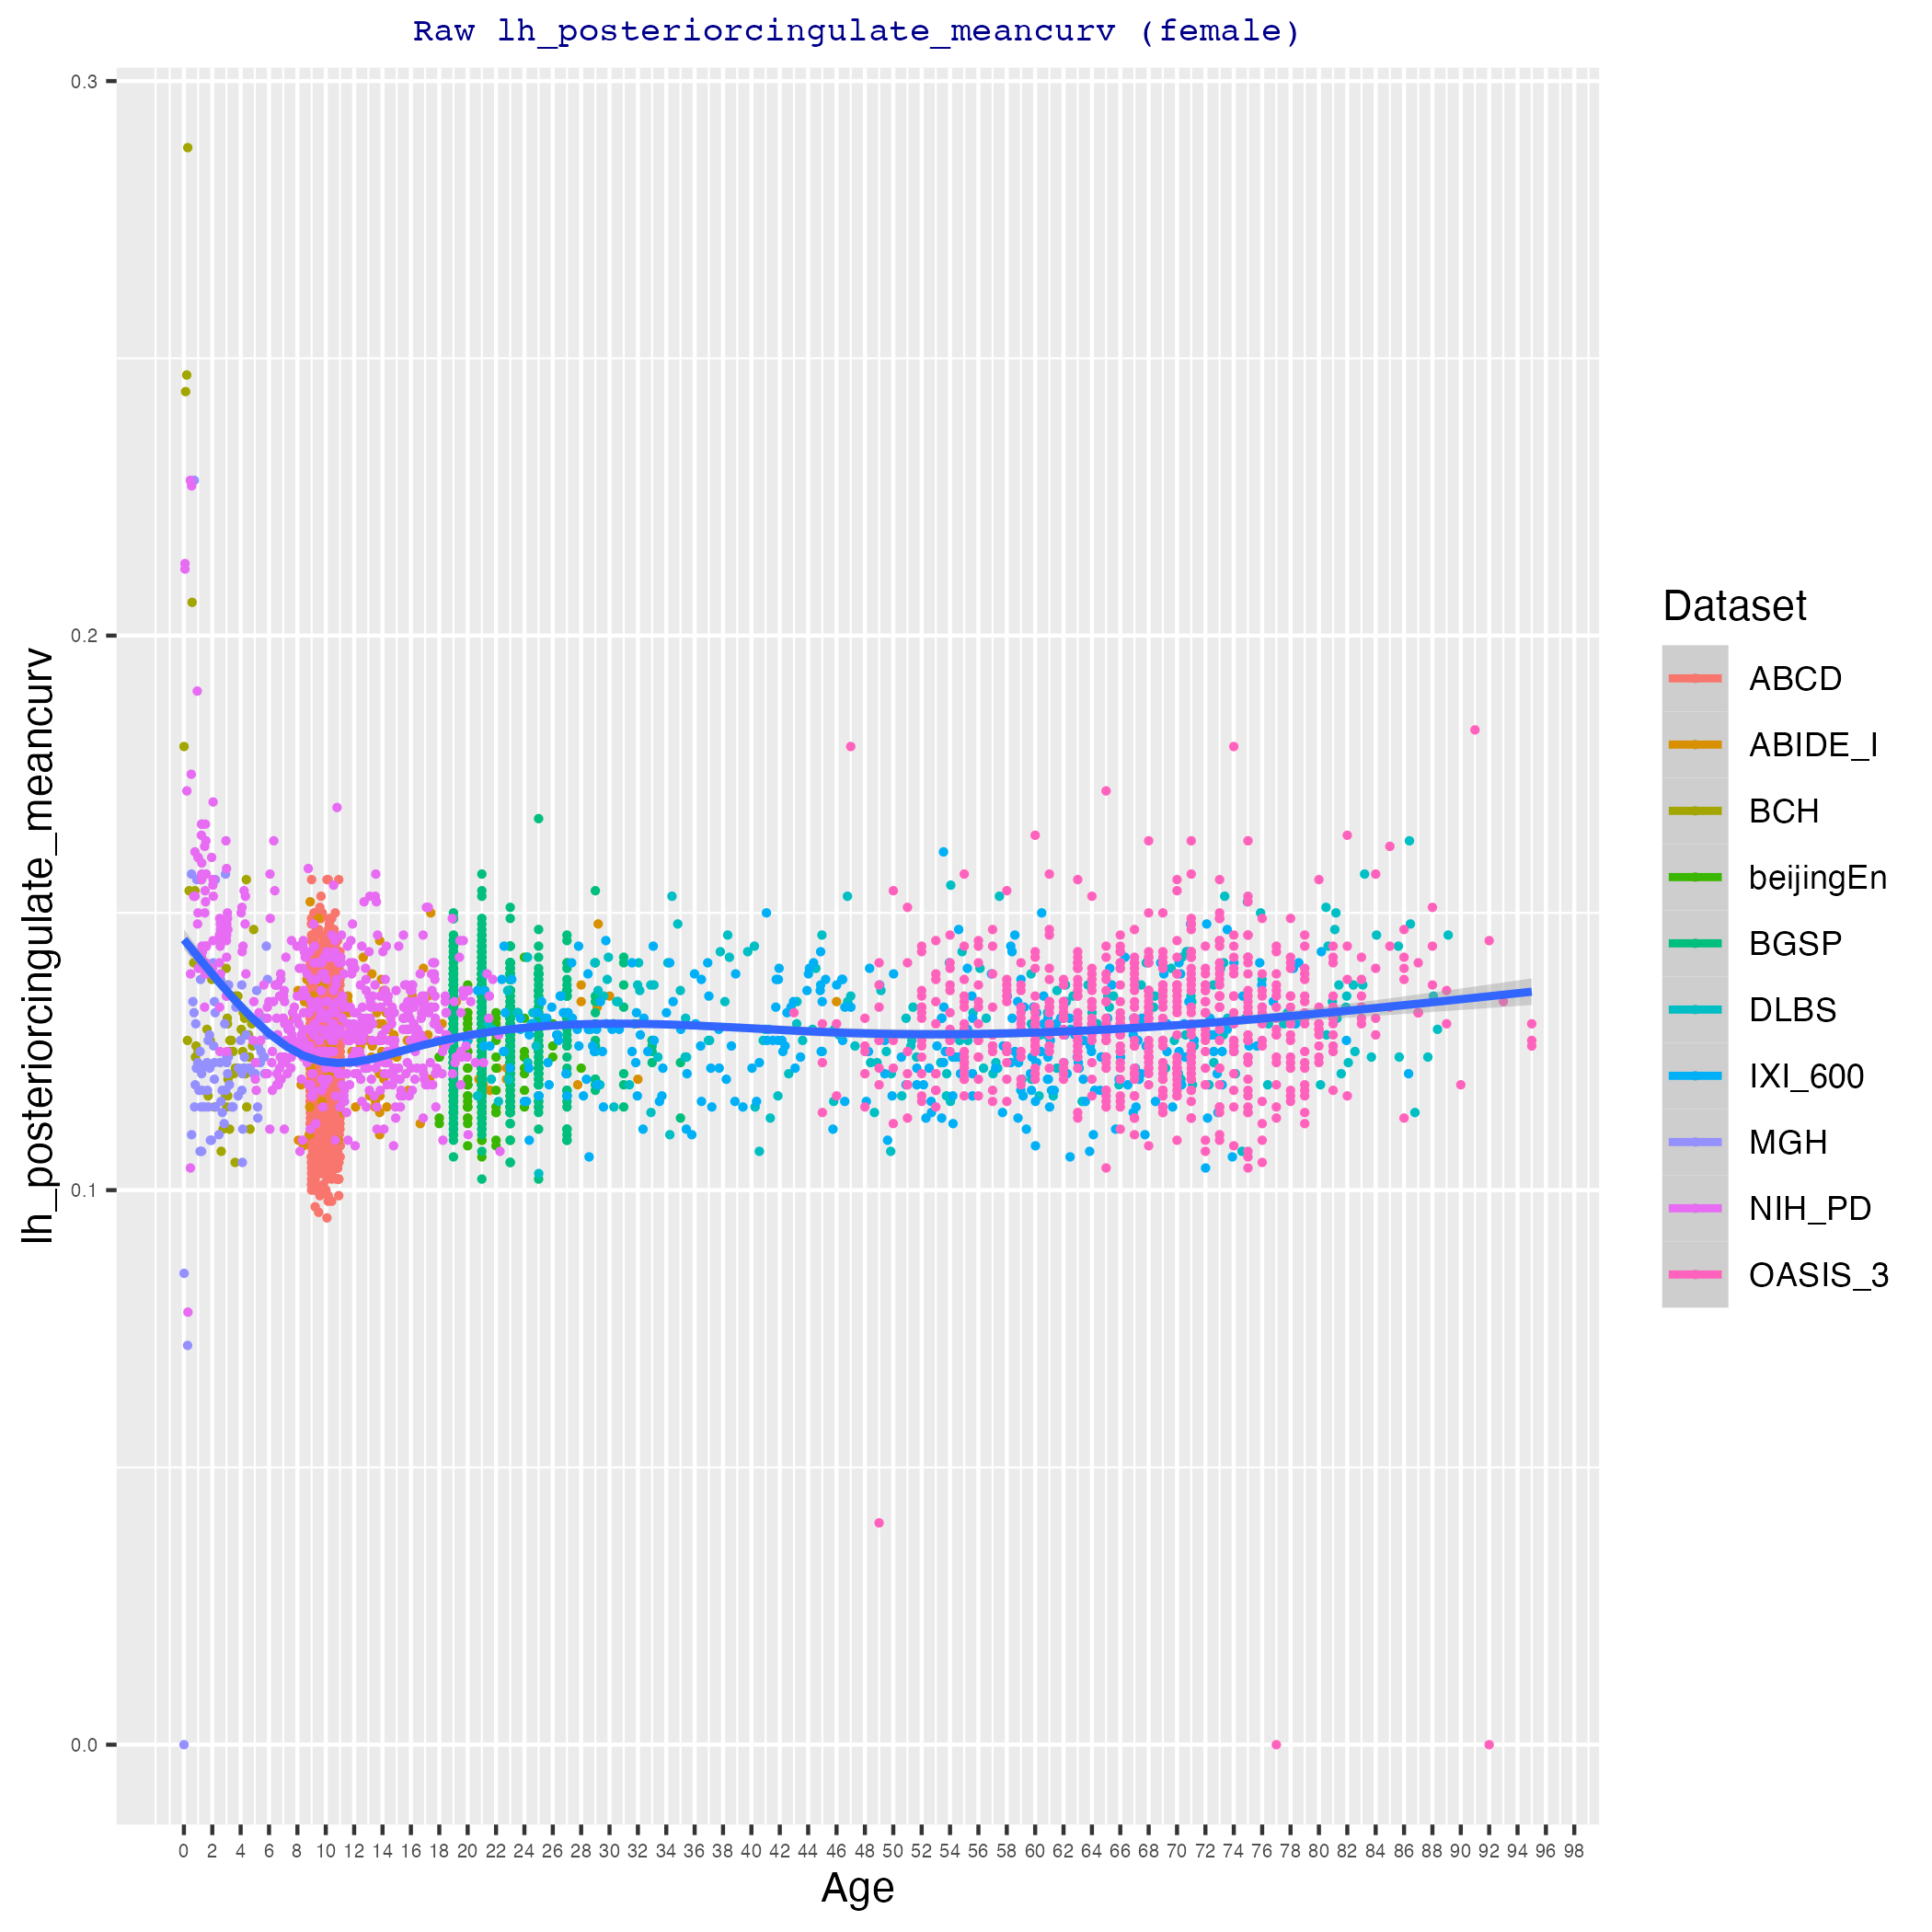 Raw lh_posteriorcingulate_meancurv (female)
0.3
0.2
0.1
0.0
lh_posteriorcingulate_meancurv
0 2 4 6 8 10 12 14 16 18 20 22 24 26 28 30 32 34 36 38 40 42 44 46 48 50 52 54 56 58 60 62 64 66 68 70 72 74 76 78 80 82 84 86 88 90 92 94 96 98
Age
Dataset
ABCD
ABIDE_I
BCH
beijingEn
BGSP
DLBS
IXI_600
MGH
NIH_PD
OASIS_3